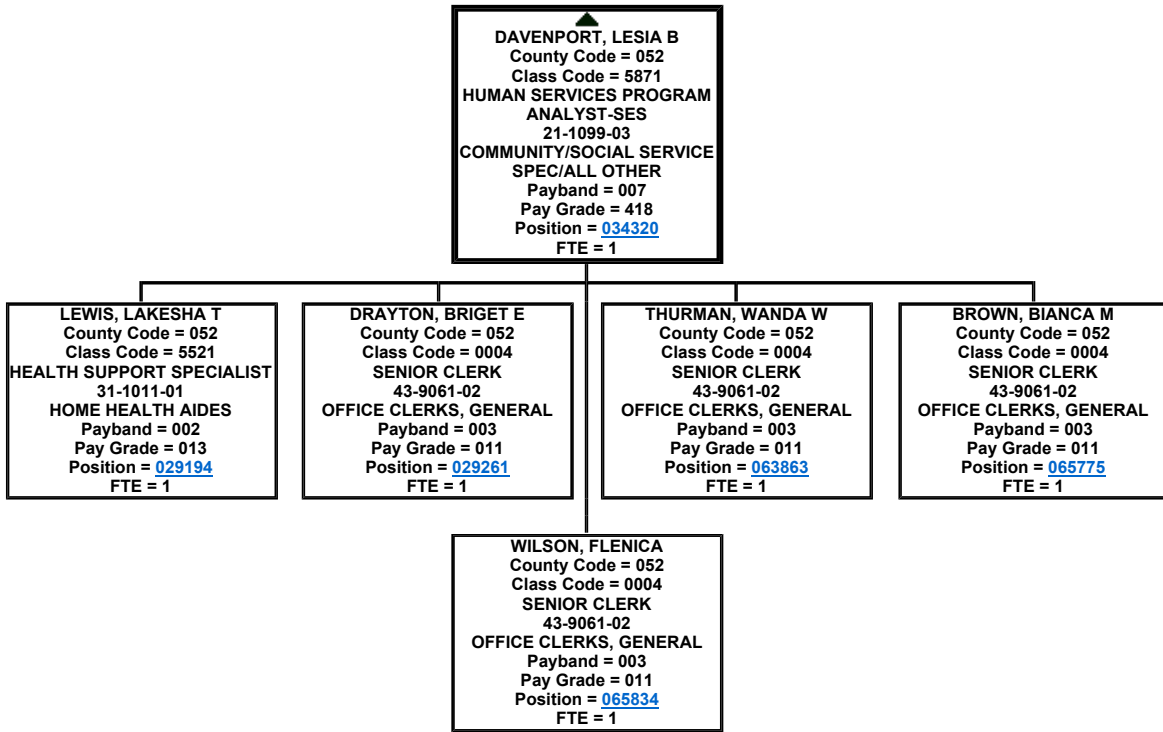 DAVENPORT, LESIA B
County Code = 052
Class Code = 5871
HUMAN SERVICES PROGRAM
ANALYST-SES
21-1099-03
COMMUNITY/SOCIAL SERVICE
SPEC/ALL OTHER
Payband = 007
Pay Grade = 418
Position = 034320
FTE = 1
LEWIS, LAKESHA T
County Code = 052
Class Code = 5521
HEALTH SUPPORT SPECIALIST
31-1011-01
HOME HEALTH AIDES
Payband = 002
Pay Grade = 013
Position = 029194
FTE = 1
DRAYTON, BRIGET E
County Code = 052
Class Code = 0004
SENIOR CLERK
43-9061-02
OFFICE CLERKS, GENERAL
Payband = 003
Pay Grade = 011
Position = 029261
FTE = 1
THURMAN, WANDA W
County Code = 052
Class Code = 0004
SENIOR CLERK
43-9061-02
OFFICE CLERKS, GENERAL
Payband = 003
Pay Grade = 011
Position = 063863
FTE = 1
BROWN, BIANCA M
County Code = 052
Class Code = 0004
SENIOR CLERK
43-9061-02
OFFICE CLERKS, GENERAL
Payband = 003
Pay Grade = 011
Position = 065775
FTE = 1
WILSON, FLENICA
County Code = 052
Class Code = 0004
SENIOR CLERK
43-9061-02
OFFICE CLERKS, GENERAL
Payband = 003
Pay Grade = 011
Position = 065834
FTE = 1